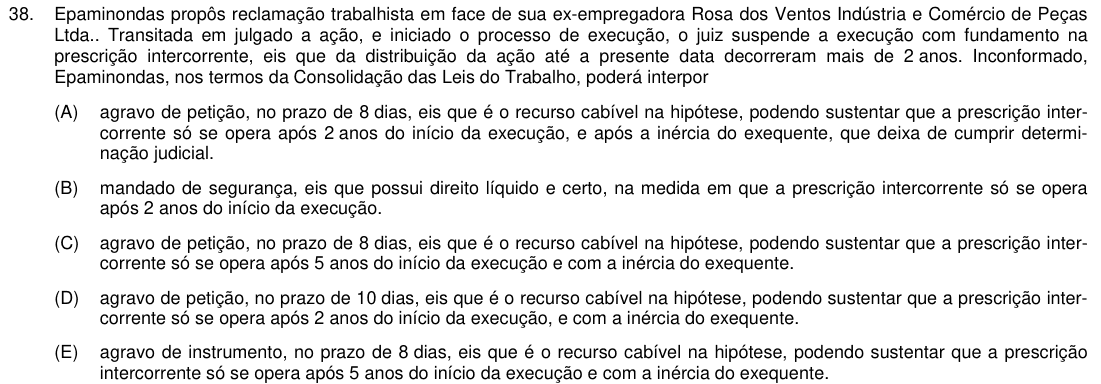 38. Epaminondas propôs reclamação trabalhista em face de sua ex-empregadora Rosa dos Ventos Indústria e Comércio de Peças
Ltda.. Transitada em julgado a ação, e iniciado o processo de execução, o juiz suspende a execução com fundamento na
prescrição intercorrente, eis que da distribuição da ação até a presente data decorreram mais de 2 anos. Inconformado,
Epaminondas, nos termos da Consolidação das Leis do Trabalho, poderá interpor
(A) agravo de petição, no prazo de 8 dias, eis que é o recurso cabível na hipótese, podendo sustentar que a prescrição inter-
corrente só se opera após 2 anos do início da execução, e após a inércia do exequente, que deixa de cumprir determi-
nação judicial.
(B) mandado de segurança, eis que possui direito líquido e certo, na medida em que a prescrição intercorrente só se opera
após 2 anos do início da execução.
(C) agravo de petição, no prazo de 8 dias, eis que é o recurso cabível na hipótese, podendo sustentar que a prescrição inter-
corrente só se opera após 5 anos do início da execução e com a inércia do exequente.
(D) agravo de petição, no prazo de 10 dias, eis que é o recurso cabível na hipótese, podendo sustentar que a prescrição inter-
corrente só se opera após 2 anos do início da execução, e com a inércia do exequente.
(E) agravo de instrumento, no prazo de 8 dias, eis que é o recurso cabível na hipótese, podendo sustentar que a prescrição
intercorrente só se opera após 5 anos do início da execução e com a inércia do exequente.